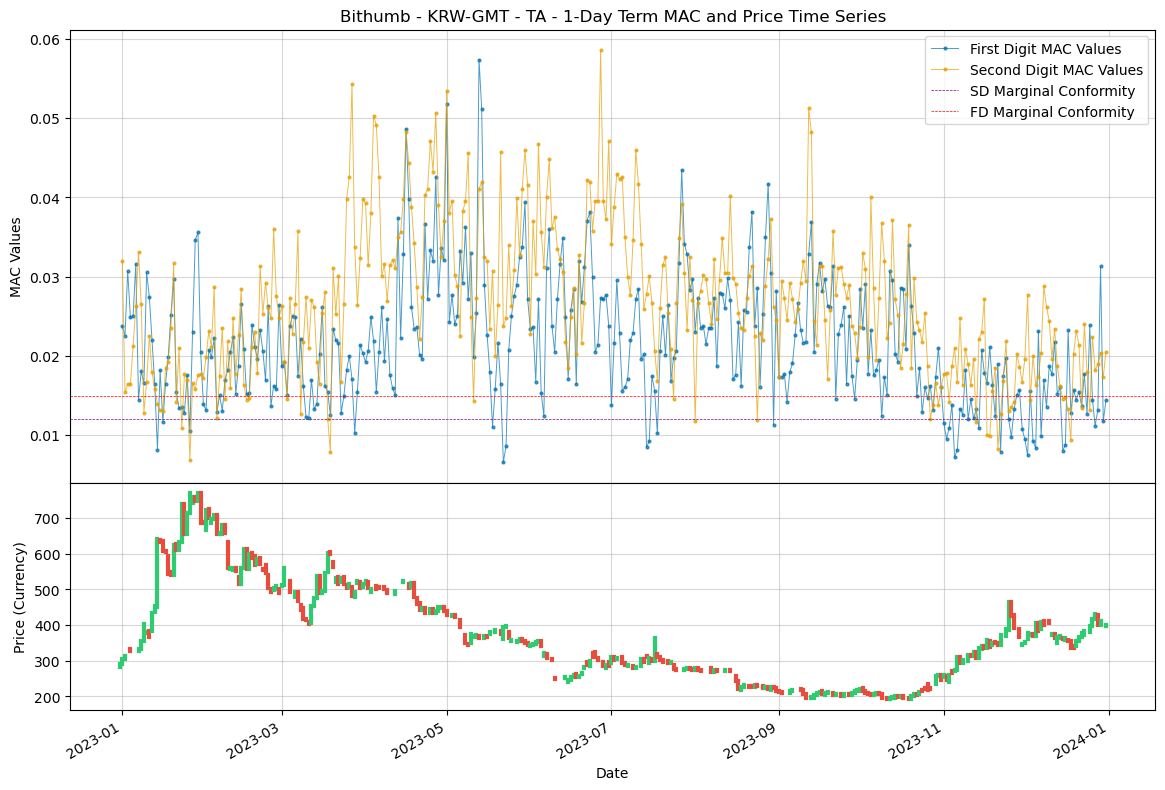 Bithumb - KRW-GMT - TA - 1-Day Term MAC and Price Time Series
First Digit MAC Values
Second Digit MAC Values
SD Marginal Conformity
FD Marginal Conformity
MAC Values
0.06
0.05
0.04
0.03
0.02
0.01
Price (Currency)
700
600
500
400
300
200
2023-01
2023-03
2023-05
2023-07
2023-09
2023-11
2024-01
Date